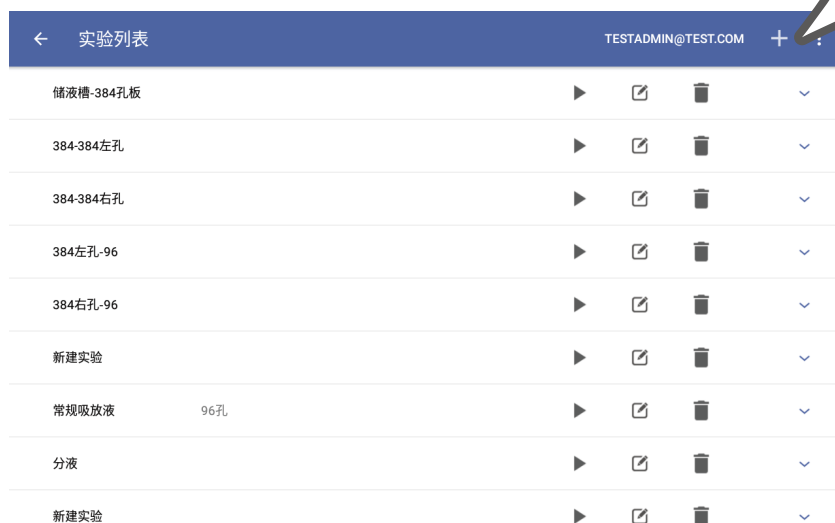 实验列表 TESTADMIN@TEST.COM
储液槽-384孔板
384-384左孔
384-384右孔
384左孔-96
384右孔-96
新建实验
常规吸放液 96孔
分液
新建实验